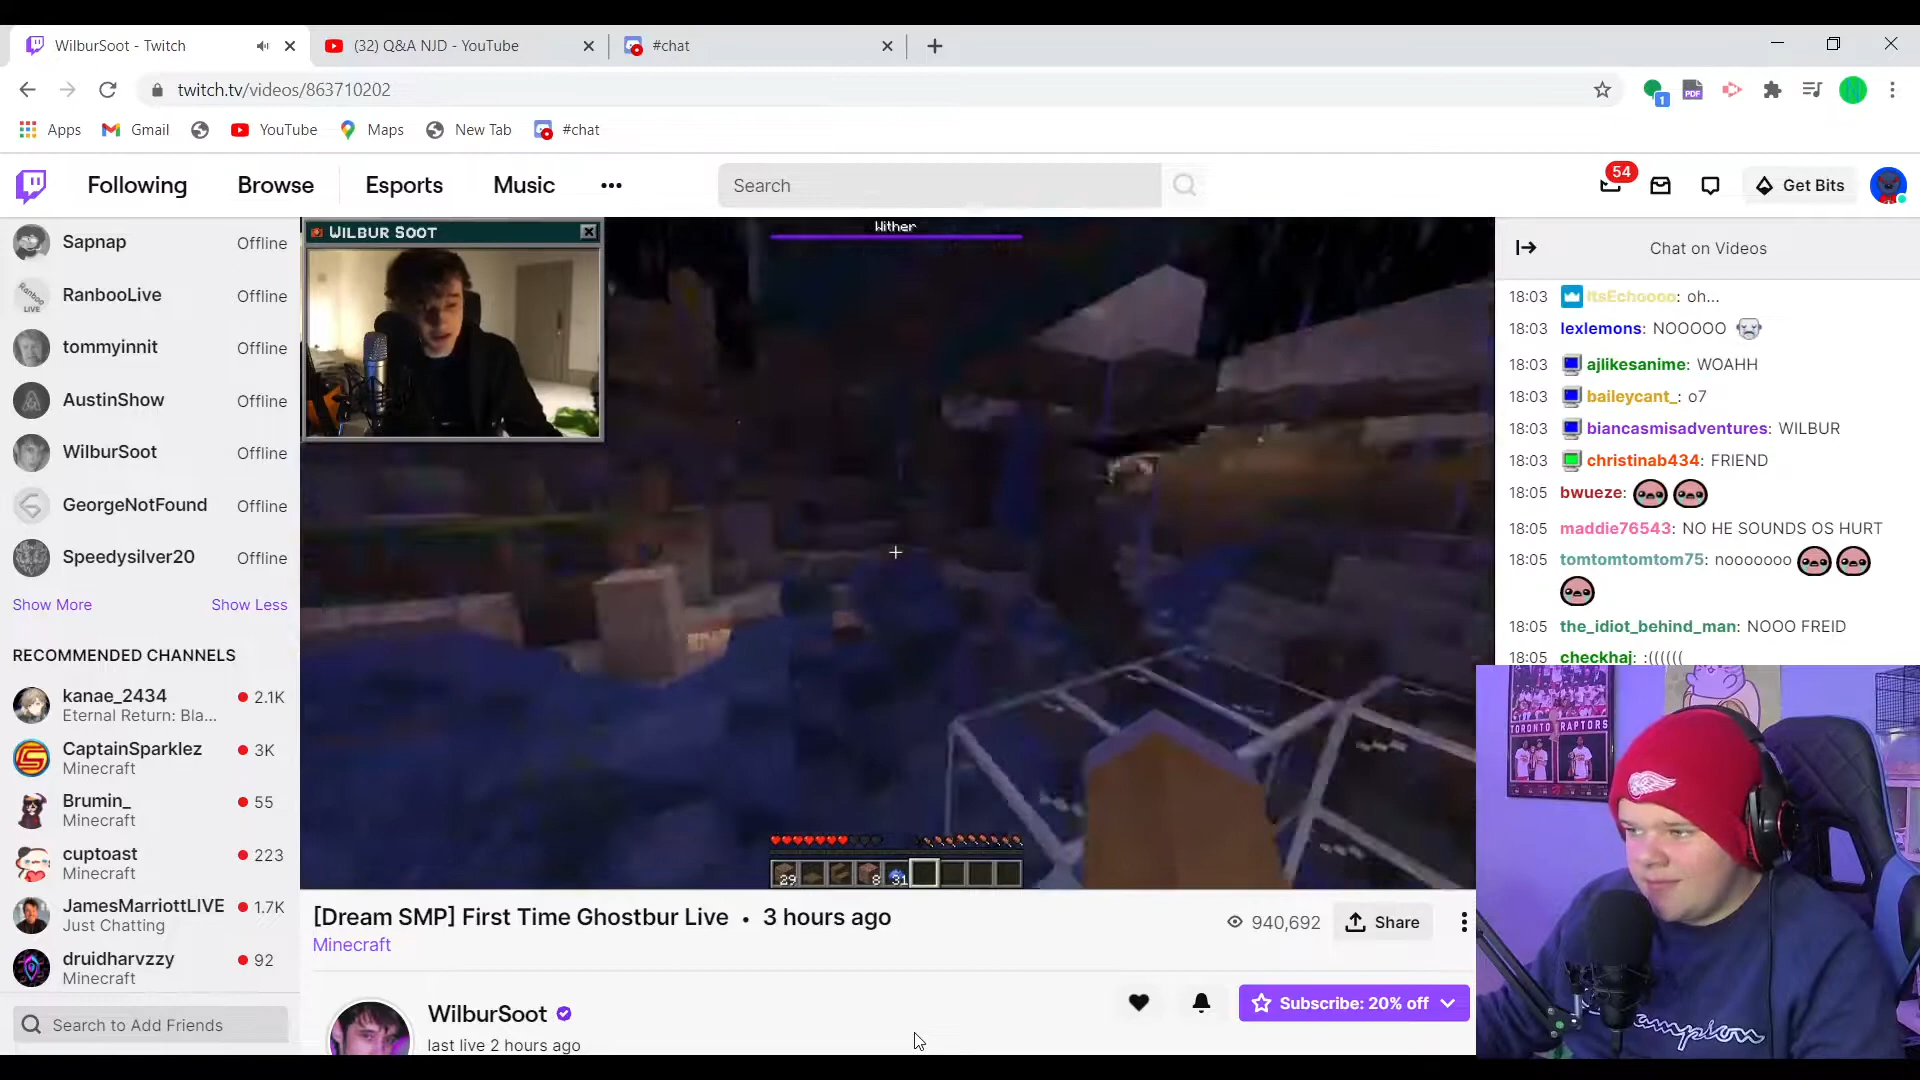 WilburSoot - Twitch
(32) Q&A NJD - YouTube
#chat
twitch.tv/videos/863710202
1
PDF
Apps
Gmail
YouTube
Maps
New Tab
#chat
Following
Browse
Esports
Music
Search
54
Get Bits
Sapnap
Offline
RanbooLive
Offline
tommyinnit
Offline
AustinShow
Offline
WilburSoot
Offline
GeorgeNotFound
Offline
Speedysilver20
Offline
Show More
Show Less
RECOMMENDED CHANNELS
kanae_2434
2.1K
Eternal Return: Bla...
CaptainSparklez
3K
Minecraft
Brumin_
55
Minecraft
cuptoast
223
Minecraft
JamesMarriottLIVE
1.7K
Just Chatting
druidharvzzy
92
Minecraft
Search to Add Friends
WILBUR SOOT
Wither
29
8
31
[Dream SMP] First Time Ghostbur Live • 3 hours ago
940,692
Share
Minecraft
WilburSoot
last live 2 hours ago
Subscribe: 20% off
Chat on Videos
18:03 ItsEchoooo: oh...
18:03 lexlemons: NOOOOO
18:03 ajlikesanime: WOAHH
18:03 baileycant_: o7
18:03 biancasmisadventures: WILBUR
18:03 christinab434: FRIEND
18:05 bwueze:
18:05 maddie76543: NO HE SOUNDS OS HURT
18:05 tomtomtomtom75: nooooooo
18:05 the_idiot_behind_man: NOOO FREID
18:05 checkhaj: :((((((
TORONTO RAPTORS